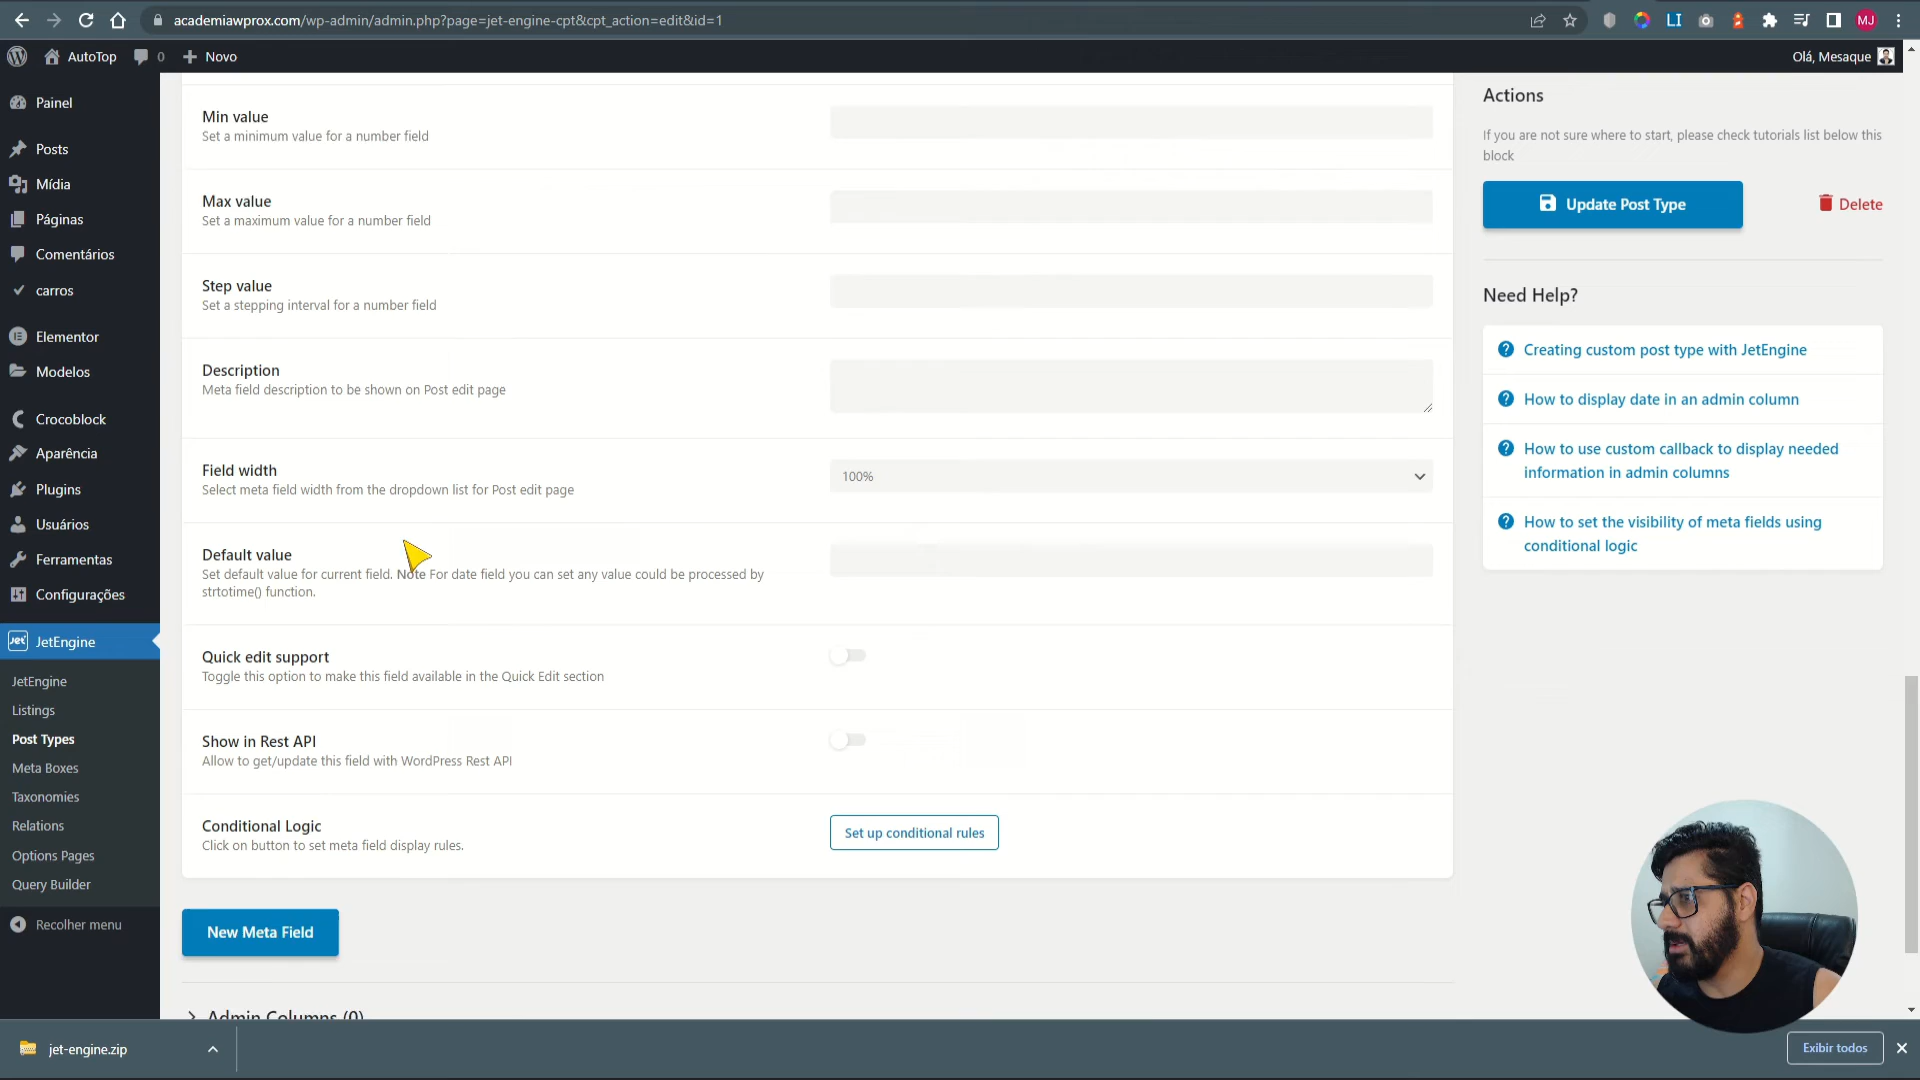 academiawprox.com/wp-admin/admin.php?page=jet-engine-cpt&cpt_action=edit&id=1
LI
MJ
AutoTop
0
Novo
Olá, Mesaque
Painel
Posts
Mídia
Páginas
Comentários
carros
Elementor
Modelos
Crocoblock
Aparência
Plugins
Usuários
Ferramentas
Configurações
Jet
JetEngine
JetEngine
Listings
Post Types
Meta Boxes
Taxonomies
Relations
Options Pages
Query Builder
Recolher menu
Min value
Set a minimum value for a number field
Max value
Set a maximum value for a number field
Step value
Set a stepping interval for a number field
Description
Meta field description to be shown on Post edit page
Field width
Select meta field width from the dropdown list for Post edit page
100%
Default value
Set default value for current field. Note For date field you can set any value could be processed by
strtotime() function.
Quick edit support
Toggle this option to make this field available in the Quick Edit section
Show in Rest API
Allow to get/update this field with WordPress Rest API
Conditional Logic
Click on button to set meta field display rules.
Set up conditional rules
New Meta Field
Admin Columns (0)
Actions
If you are not sure where to start, please check tutorials list below this
block
Update Post Type
Delete
Need Help?
Creating custom post type with JetEngine
How to display date in an admin column
How to use custom callback to display needed
information in admin columns
How to set the visibility of meta fields using
conditional logic
jet-engine.zip
Exibir todos